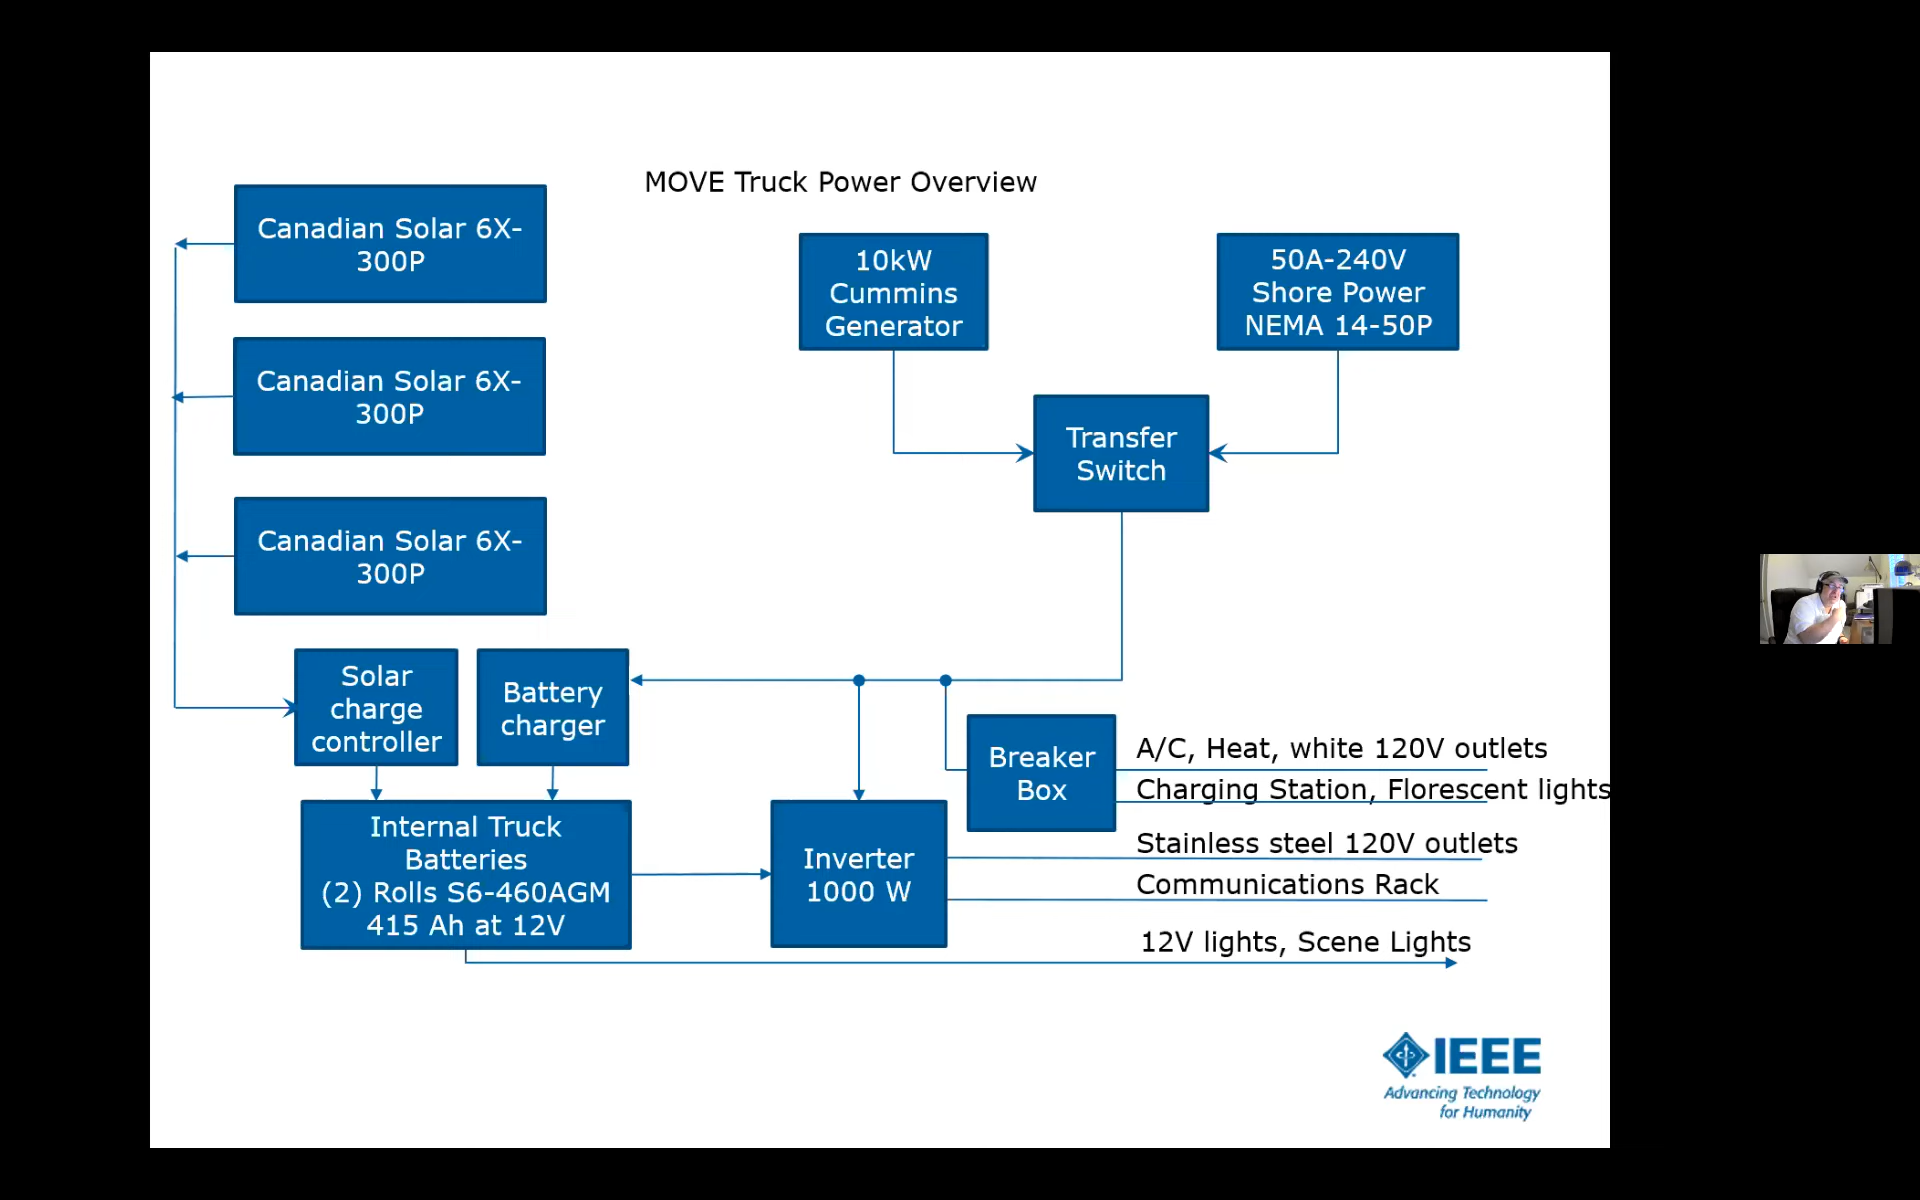 MOVE Truck Power Overview
Canadian Solar 6X-
300P
Canadian Solar 6X-
300P
Canadian Solar 6X-
300P
10kW
Cummins
Generator
50A-240V
Shore Power
NEMA 14-50P
Transfer
Switch
Solar
charge
controller
Battery
charger
Breaker
Box
A/C, Heat, white 120V outlets
Charging Station, Florescent lights
Internal Truck
Batteries
(2) Rolls S6-460AGM
415 Ah at 12V
Inverter
1000 W
Stainless steel 120V outlets
Communications Rack
12V lights, Scene Lights
IEEE
Advancing Technology
for Humanity